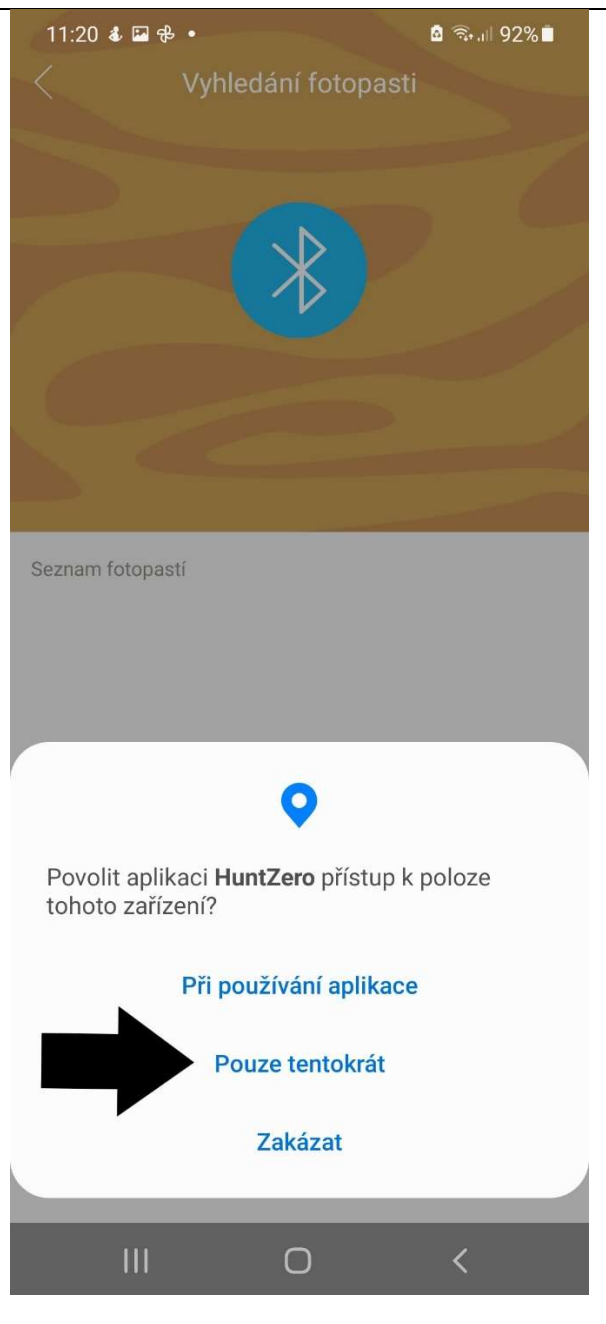 11:20
92%
Vyhledání fotopasti
Seznam fotopastí
Povolit aplikaci HuntZero přístup k poloze
tohoto zařízení?
Při používání aplikace
Pouze tentokrát
Zakázat